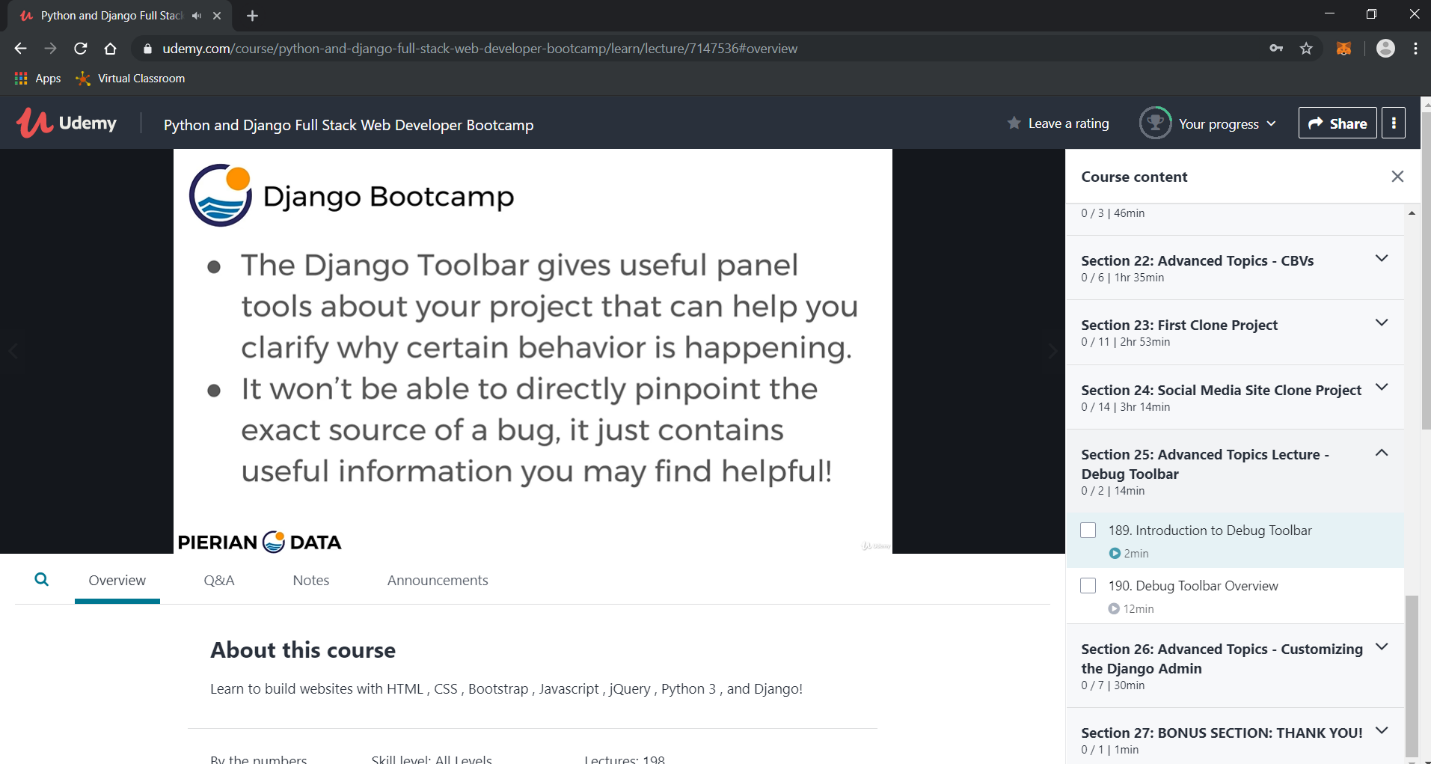 Python and Django Full Stac
udemy.com/course/python-and-django-full-stack-web-developer-bootcamp/learn/lecture/7147536#overview
Apps
Virtual Classroom
Udemy
Python and Django Full Stack Web Developer Bootcamp
Leave a rating
Your progress
Share
Django Bootcamp
● The Django Toolbar gives useful panel
tools about your project that can help you
clarify why certain behavior is happening.
● It won't be able to directly pinpoint the
exact source of a bug, it just contains
useful information you may find helpful!
PIERIAN DATA
Course content
0 / 3 | 46min
Section 22: Advanced Topics - CBVs
0 / 6 | 1hr 35min
Section 23: First Clone Project
0 / 11 | 2hr 53min
Section 24: Social Media Site Clone Project
0 / 14 | 3hr 14min
Section 25: Advanced Topics Lecture -
Debug Toolbar
0 / 2 | 14min
189. Introduction to Debug Toolbar
2min
190. Debug Toolbar Overview
12min
Section 26: Advanced Topics - Customizing
the Django Admin
0 / 7 | 30min
Section 27: BONUS SECTION: THANK YOU!
0 / 1 | 1min
Overview
Q&A
Notes
Announcements
About this course
Learn to build websites with HTML , CSS , Bootstrap , Javascript , jQuery , Python 3 , and Django!
By the numbers
Skill level: All Levels
Lectures: 198